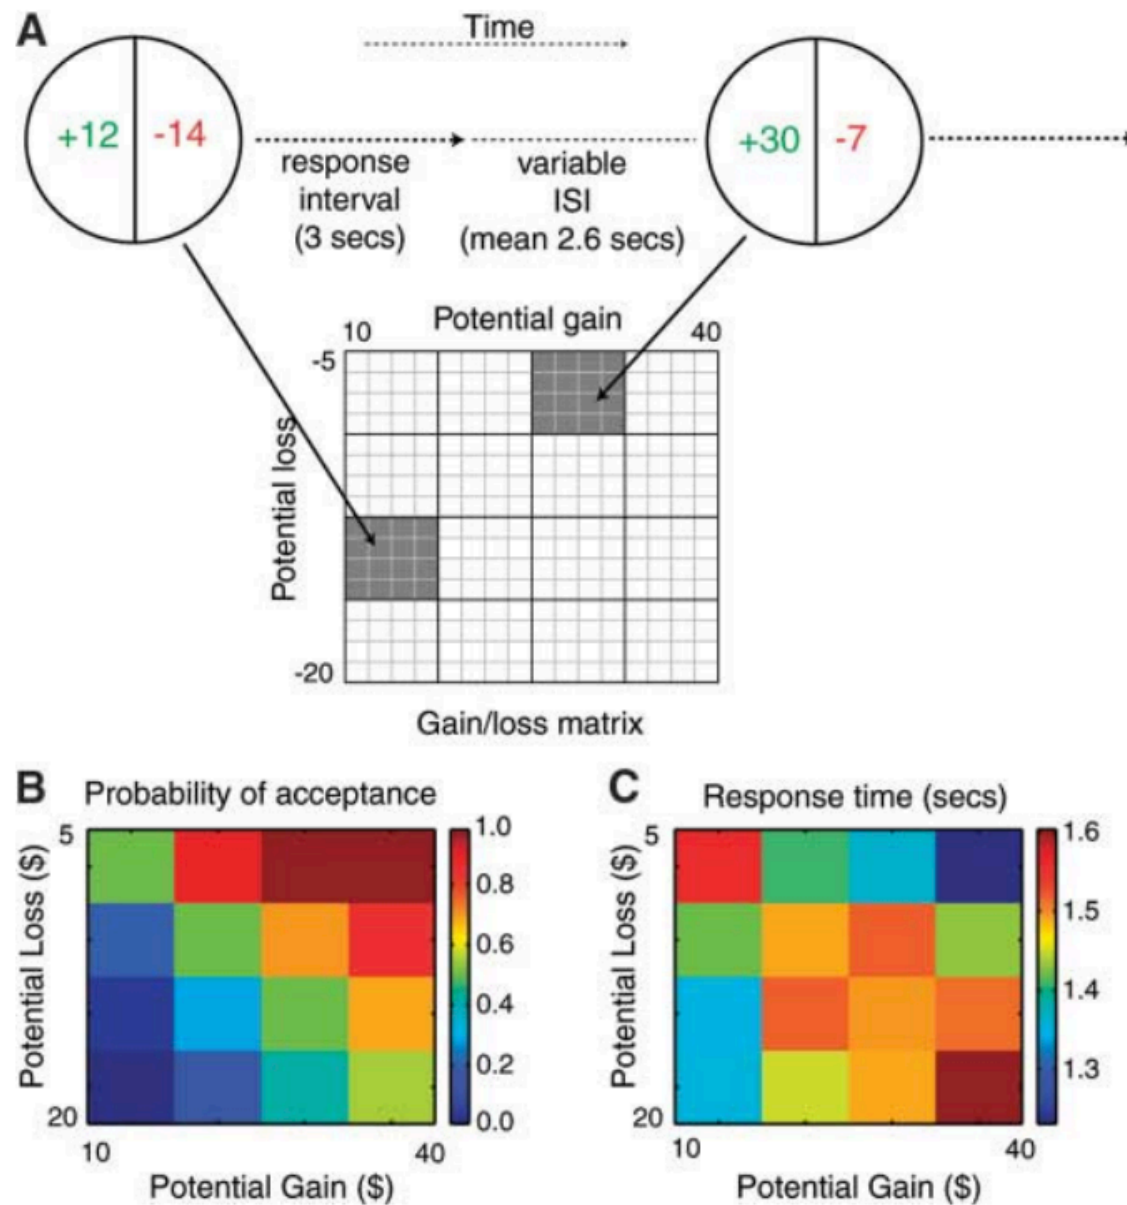 A
Time
+12 -14
+30 -7
response
interval
(3 secs)
variable
ISI
(mean 2.6 secs)
Potential gain
10 40
-5
Potential loss
-20
Gain/loss matrix
B Probability of acceptance
5
Potential Loss ($)
20
10 40
Potential Gain ($)
1.0
0.8
0.6
0.4
0.2
0.0
C Response time (secs)
5
Potential Loss ($)
20
10 40
Potential Gain ($)
1.6
1.5
1.4
1.3